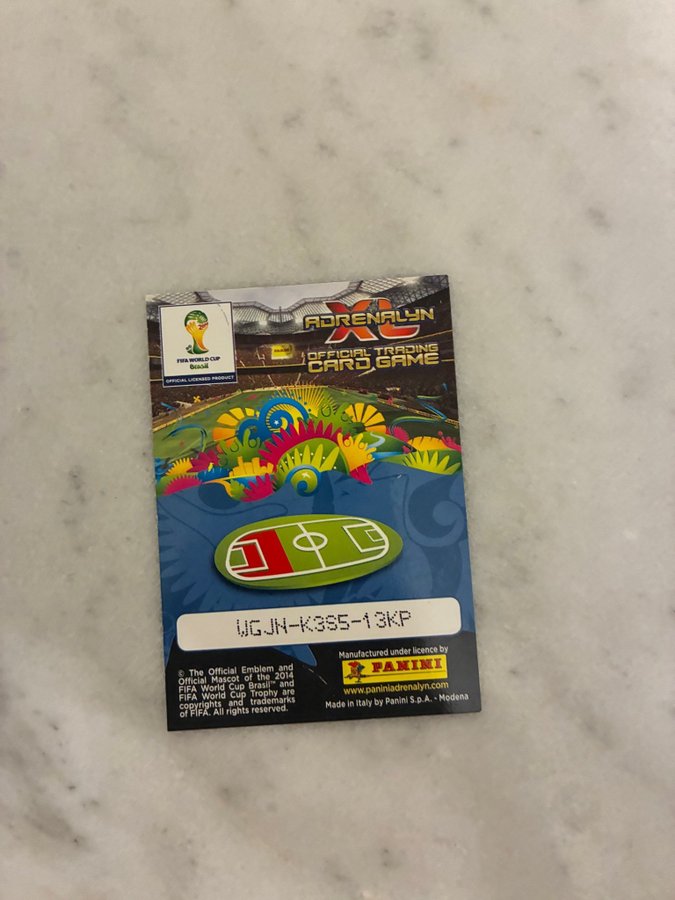 ADRENALYN XL
OFFICIAL TRADING
CARD GAME
FIFA WORLD CUP
Brasil
OFFICIAL LICENSED PRODUCT
PANINI
WGJN-K3S5-13KP
© The Official Emblem and
Official Mascot of the 2014
FIFA World Cup Brasil™ and
FIFA World Cup Trophy are
copyrights and trademarks
of FIFA. All rights reserved.
Manufactured under licence by
PANINI
www.paniniadrenalyn.com
Made in Italy by Panini S.p.A. - Modena